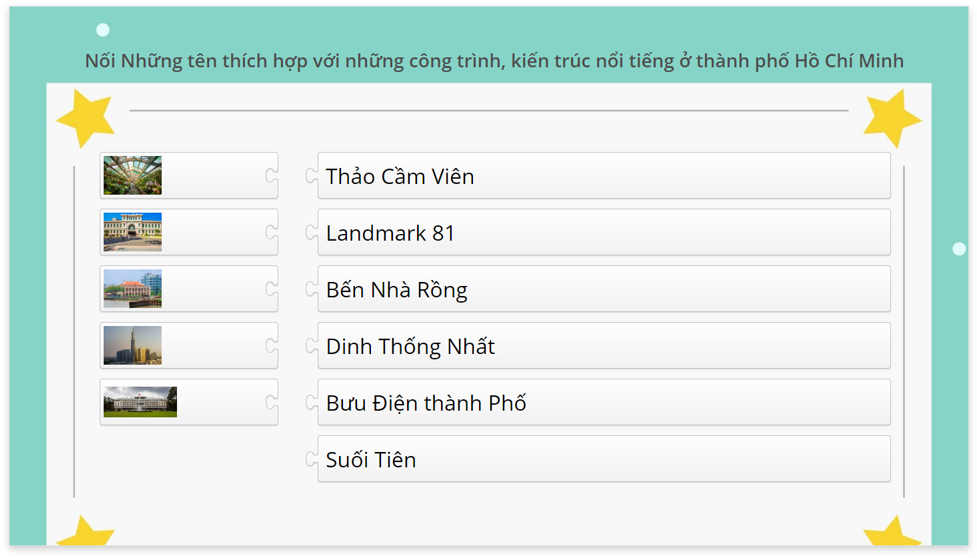 Nối Những tên thích hợp với những công trình, kiến trúc nổi tiếng ở thành phố Hồ Chí Minh
Thảo Cầm Viên
Landmark 81
Bến Nhà Rồng
Dinh Thống Nhất
Bưu Điện thành Phố
Suối Tiên